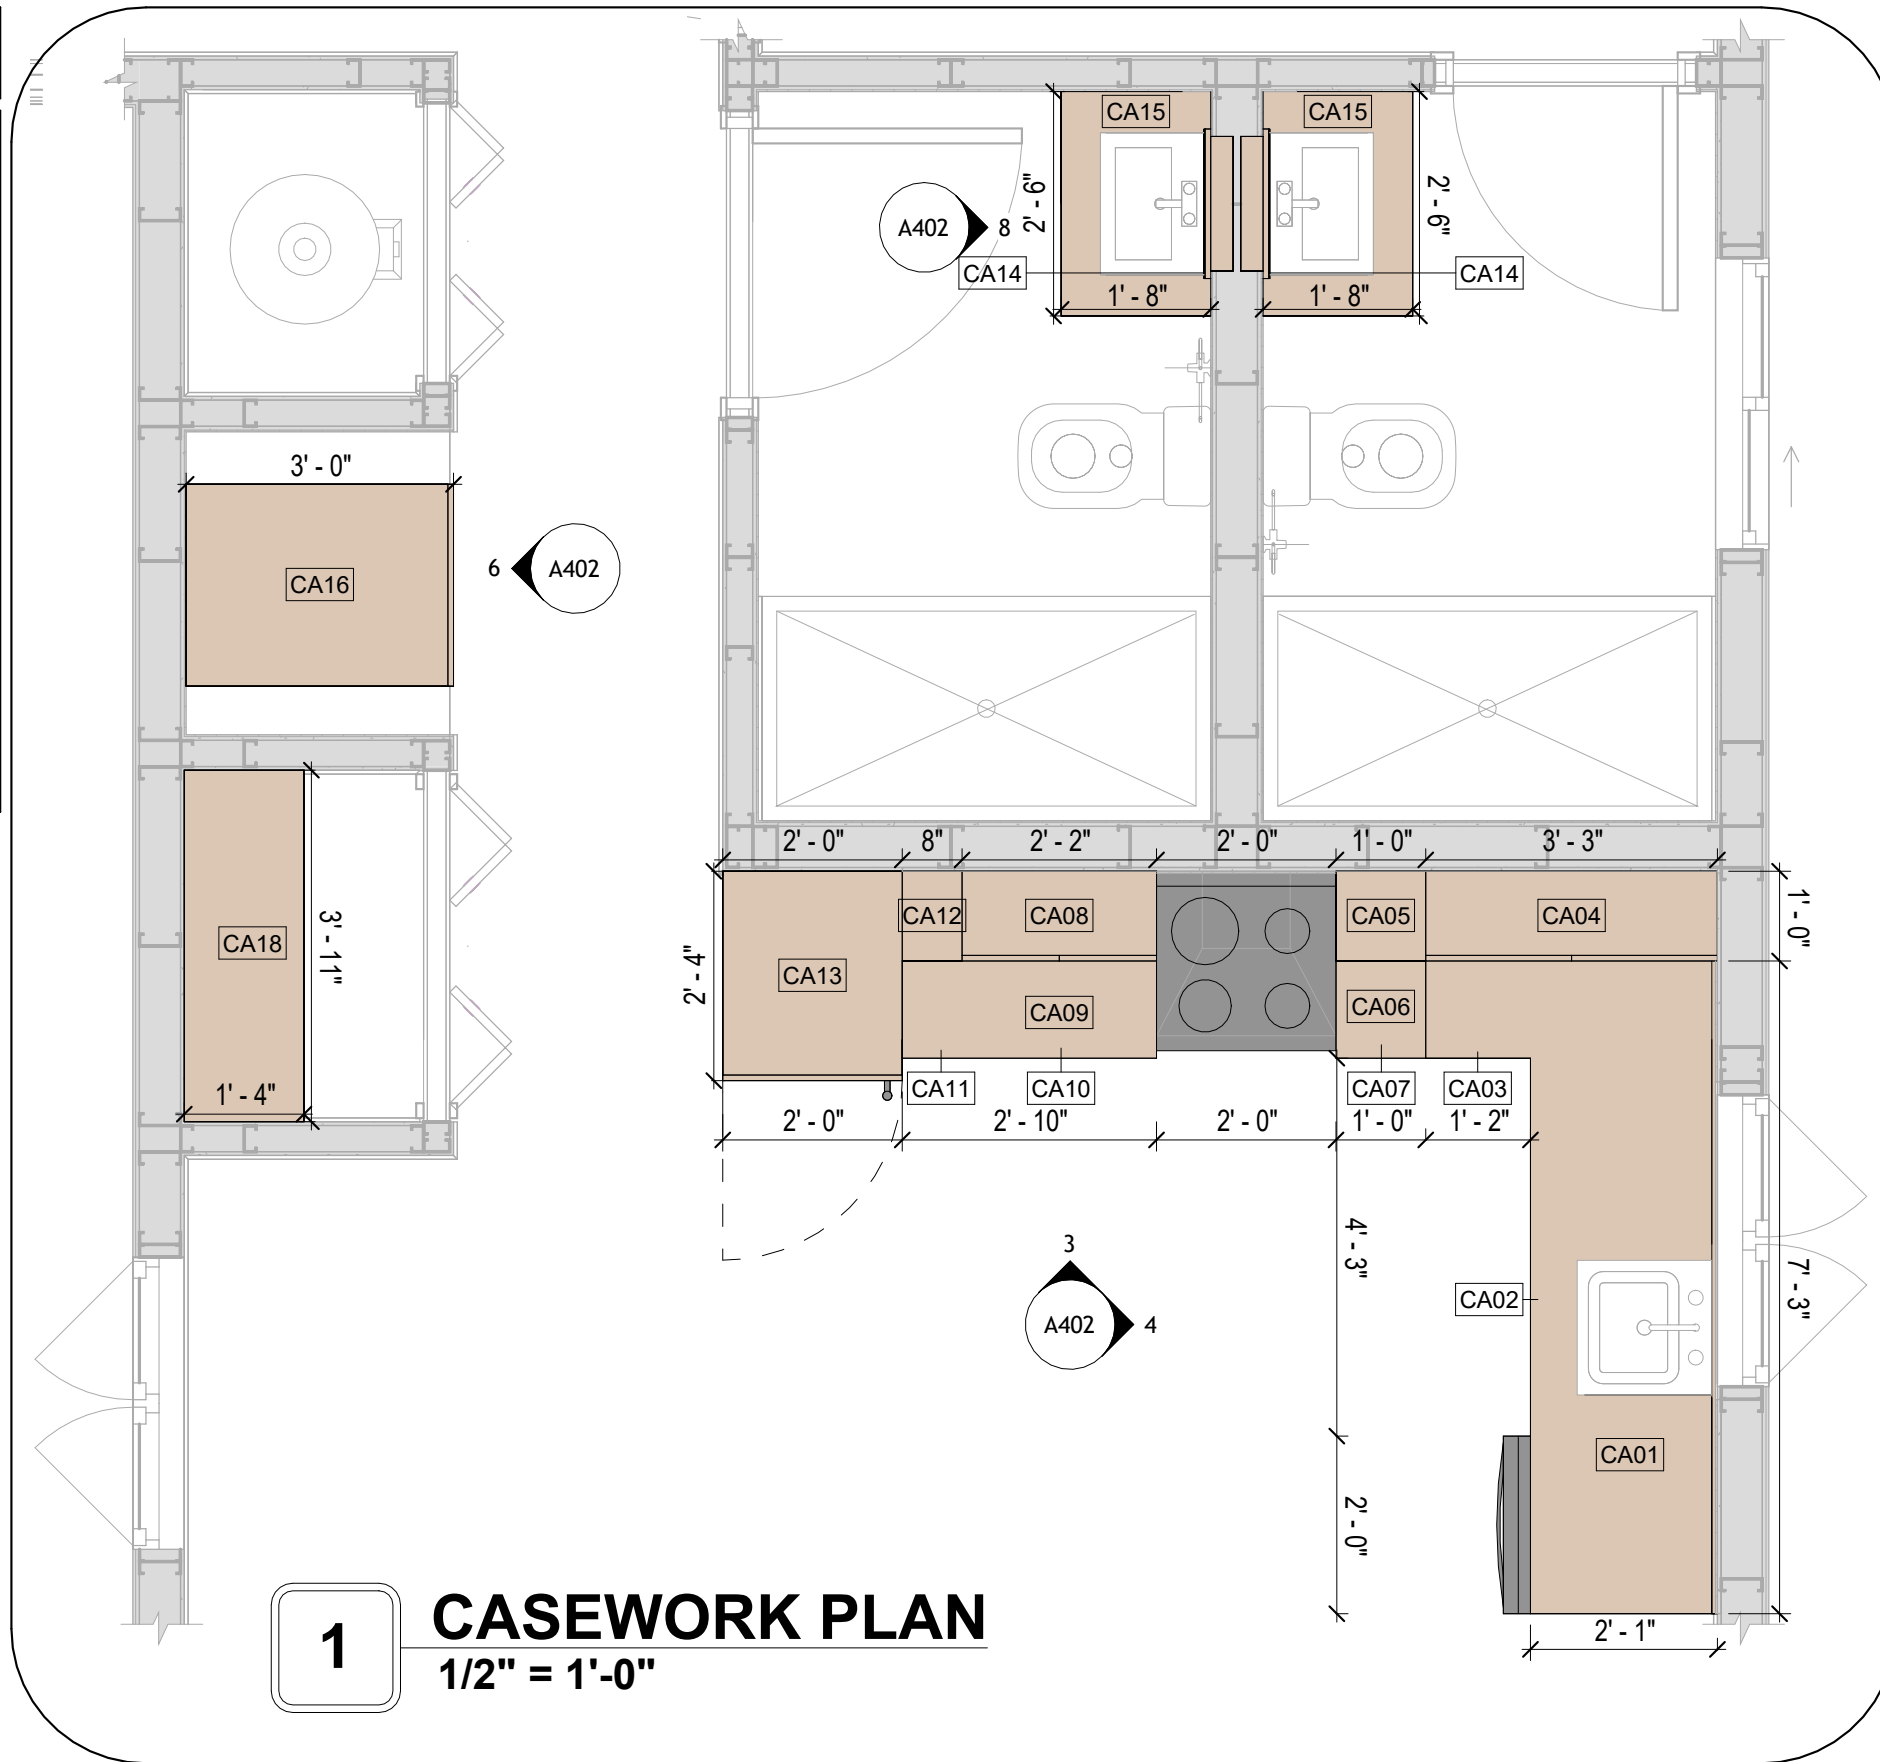 CA15
CA15
2' - 6"
2' - 6"
A402
8
CA14
CA14
1' - 8"
1' - 8"
3' - 0"
CA16
6
A402
2' - 0"
8"
2' - 2"
2' - 0"
1' - 0"
3' - 3"
CA12
CA08
CA05
CA04
1' - 0"
CA18
3' - 11"
2' - 4"
CA13
CA09
CA06
CA11
CA10
CA07
CA03
1' - 4"
2' - 0"
2' - 10"
2' - 0"
1' - 0"
1' - 2"
4' - 3"
3
A402
4
CA02
7' - 3"
CA01
2' - 0"
2' - 1"
1
CASEWORK PLAN
1/2" = 1'-0"